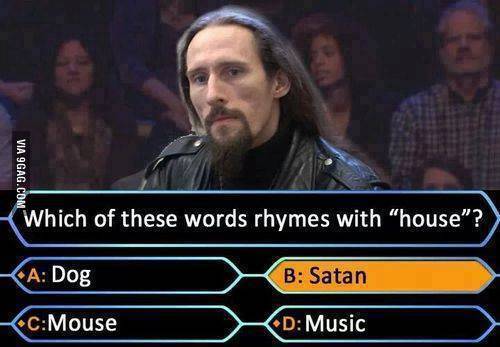 VIA 9GAG.COM
Which of these words rhymes with “house”?
A: Dog
B: Satan
C:Mouse
D: Music